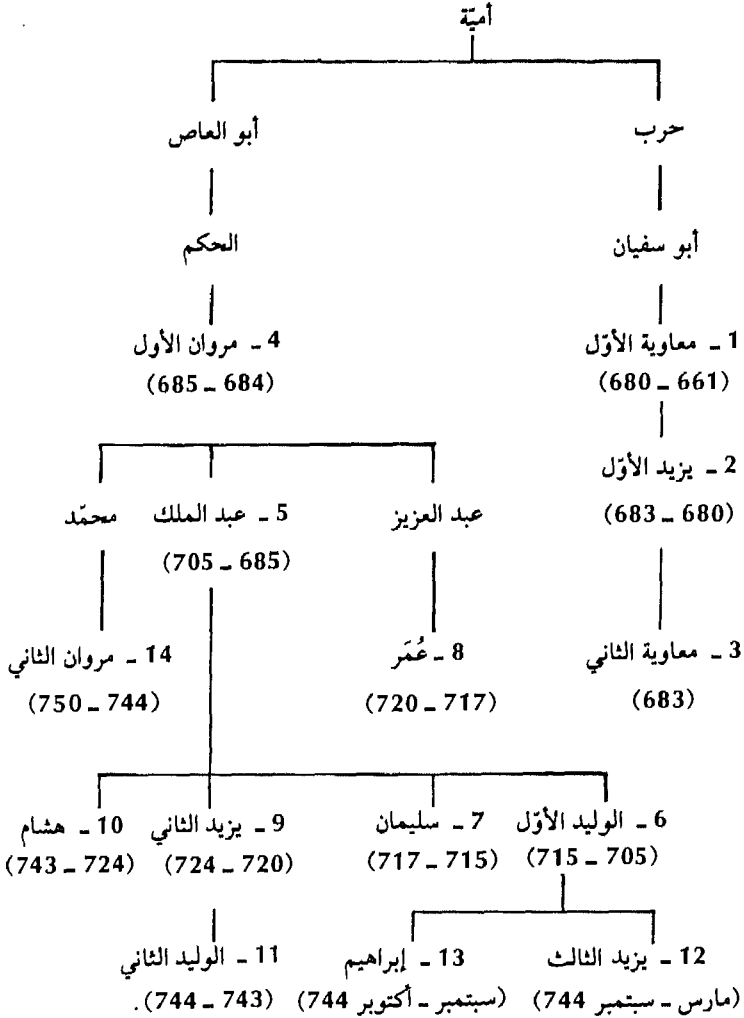 أميّة
حرب
أبو العاص
أبو سفيان
الحكم
1 ـ معاوية الأوّل
4 ـ مروان الأول
(661 ـ 680)
(684 ـ 685)
2 ـ يزيد الأوّل
(680 ـ 683)
عبد العزيز
5 ـ عبد الملك
محمّد
(685 ـ 705)
3 ـ معاوية الثاني
8 ـ عُمَر
14 ـ مروان الثاني
(683)
(717 ـ 720)
(744 ـ 750)
6 ـ الوليد الأوّل
7 ـ سليمان
9 ـ يزيد الثاني
10 ـ هشام
(705 ـ 715)
(715 ـ 717)
(720 ـ 724)
(724 ـ 743)
12 ـ يزيد الثالث
13 ـ إبراهيم
11 ـ الوليد الثاني
(مارس ـ سبتمبر 744)
(سبتمبر ـ أكتوبر 744)
(743 ـ 744).